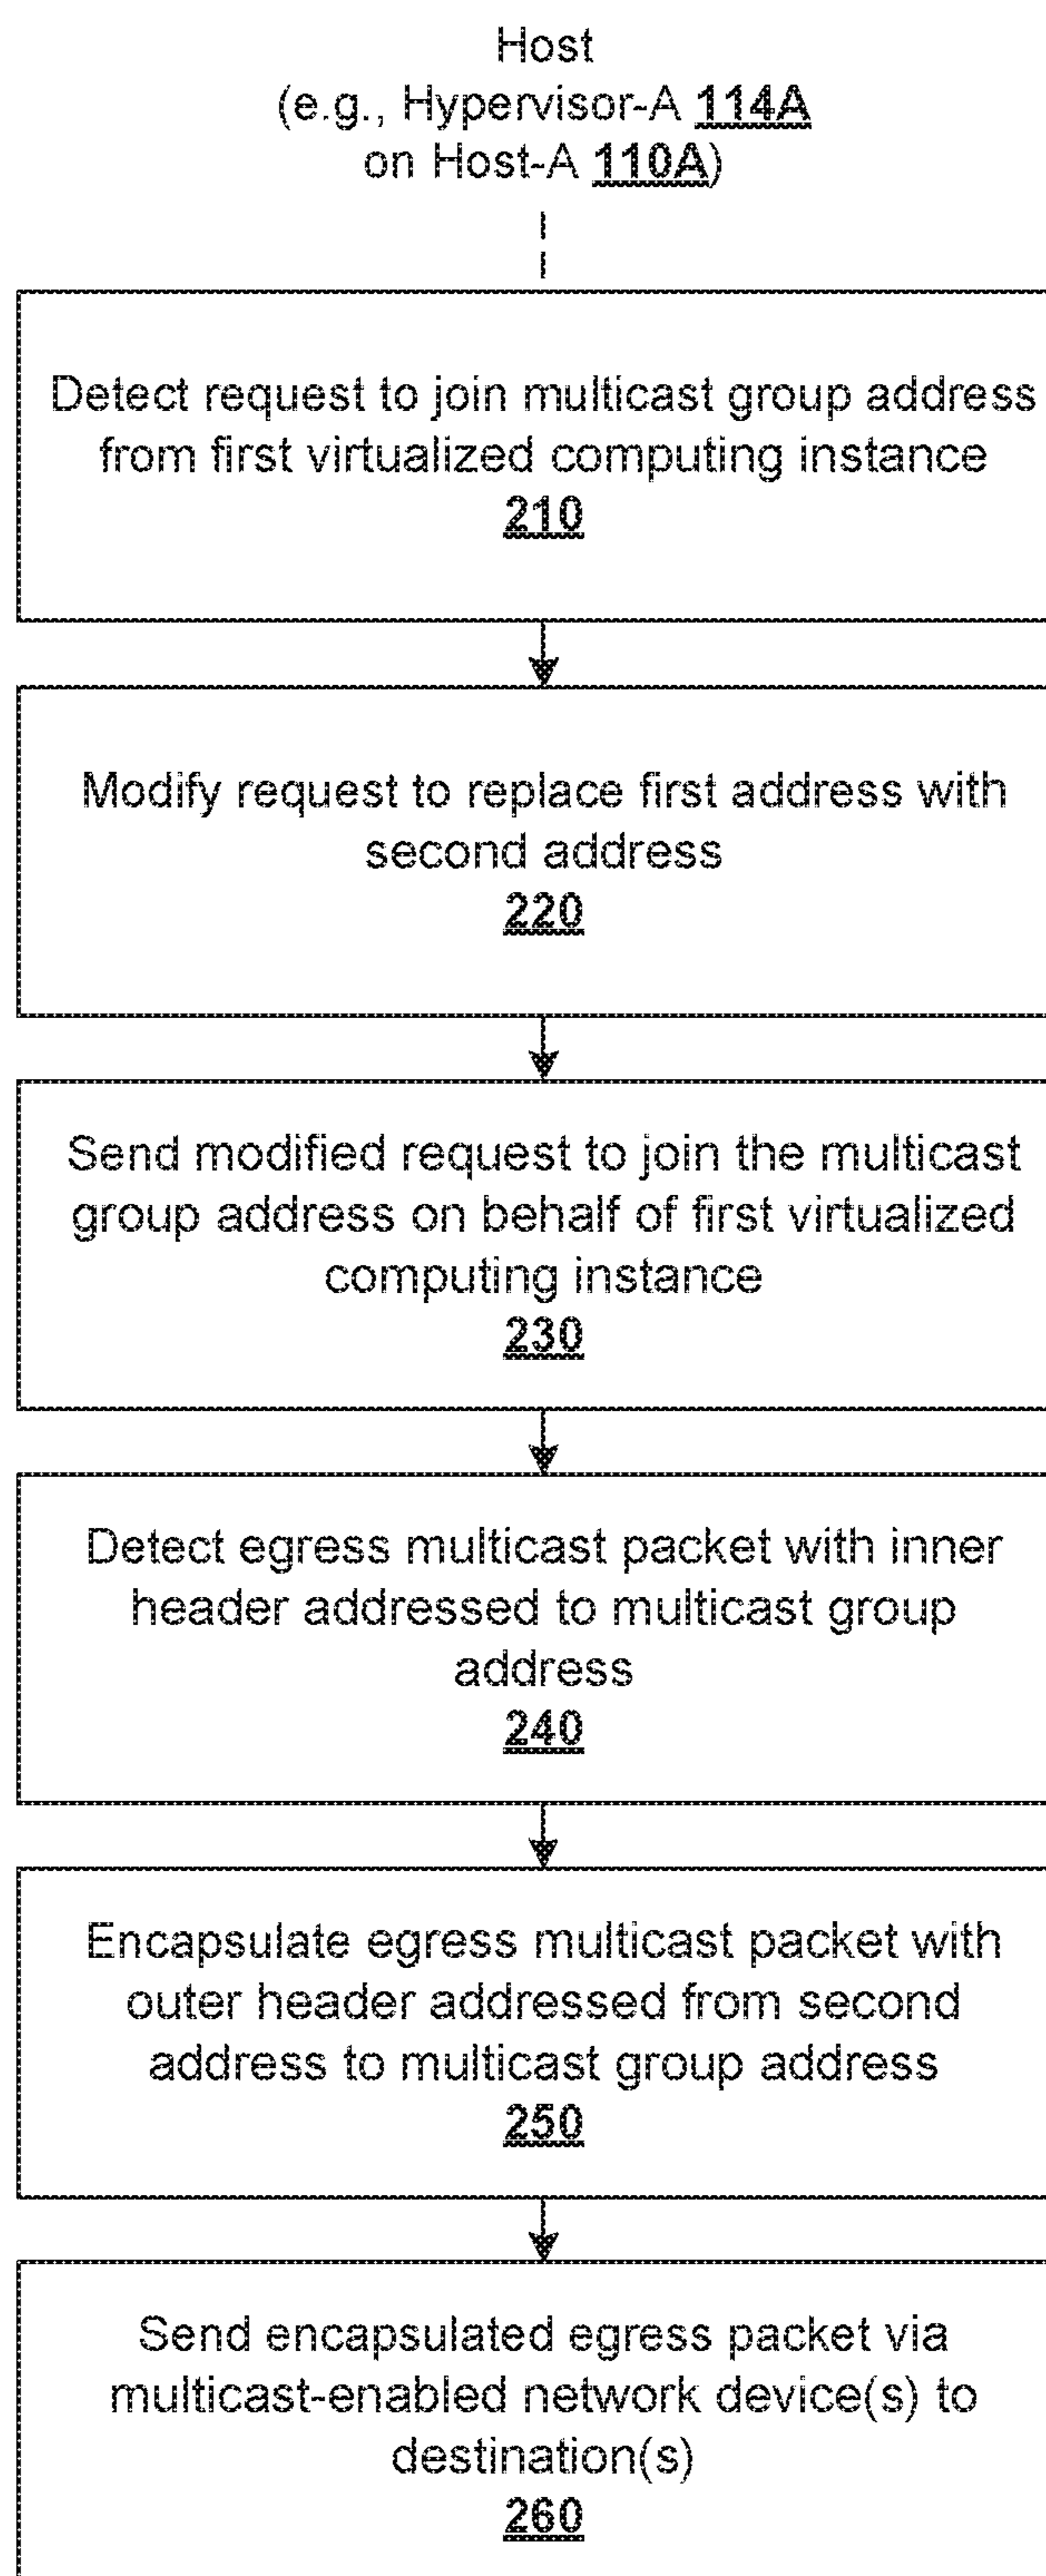 Host
(e.g., Hypervisor-A 114A
on Host-A 110A)
Detect request to join multicast group address
from first virtualized computing instance
210
Modify request to replace first address with
second address
220
Send modified request to join the multicast
group address on behalf of first virtualized
computing instance
230
Detect egress multicast packet with inner
header addressed to multicast group
address
240
Encapsulate egress multicast packet with
outer header addressed from second
address to multicast group address
250
Send encapsulated egress packet via
multicast-enabled network device(s) to
destination(s)
260